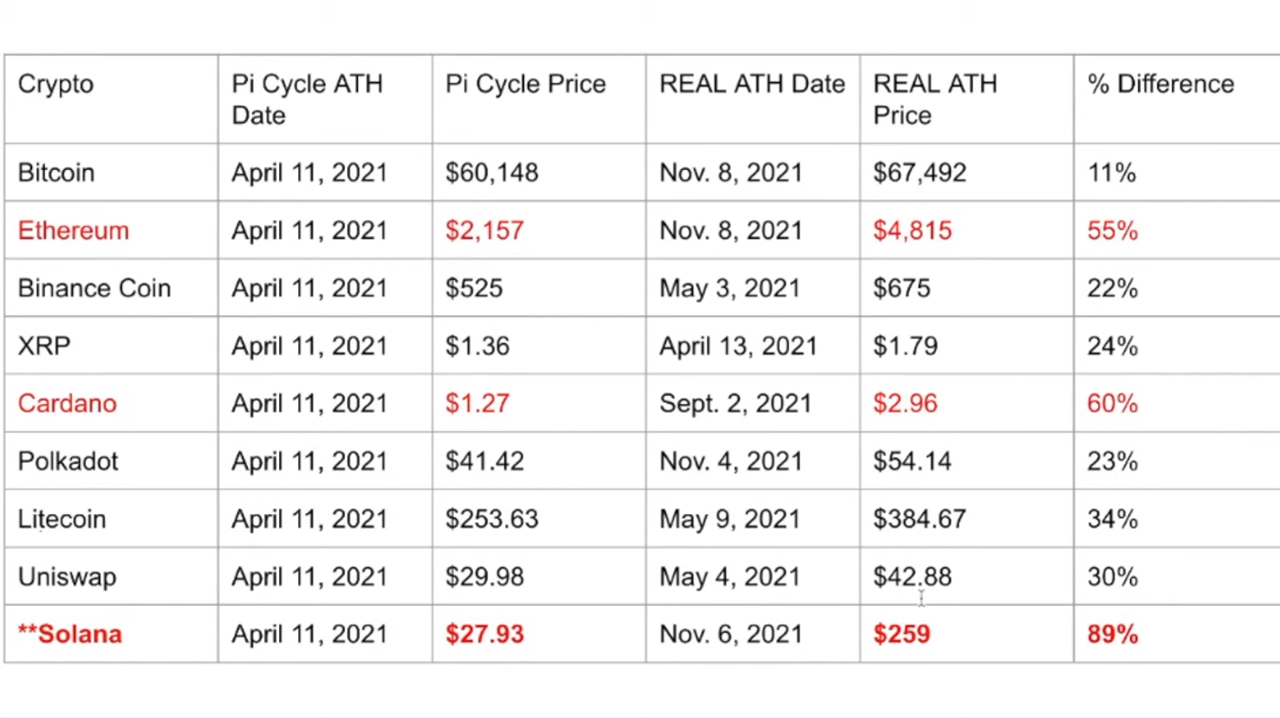 Crypto
Pi Cycle ATH
Date
Pi Cycle Price
REAL ATH Date
REAL ATH
Price
% Difference
Bitcoin
April 11, 2021
$60,148
Nov. 8, 2021
$67,492
11%
Ethereum
April 11, 2021
$2,157
Nov. 8, 2021
$4,815
55%
Binance Coin
April 11, 2021
$525
May 3, 2021
$675
22%
XRP
April 11, 2021
$1.36
April 13, 2021
$1.79
24%
Cardano
April 11, 2021
$1.27
Sept. 2, 2021
$2.96
60%
Polkadot
April 11, 2021
$41.42
Nov. 4, 2021
$54.14
23%
Litecoin
April 11, 2021
$253.63
May 9, 2021
$384.67
34%
Uniswap
April 11, 2021
$29.98
May 4, 2021
$42.88
30%
**Solana
April 11, 2021
$27.93
Nov. 6, 2021
$259
89%